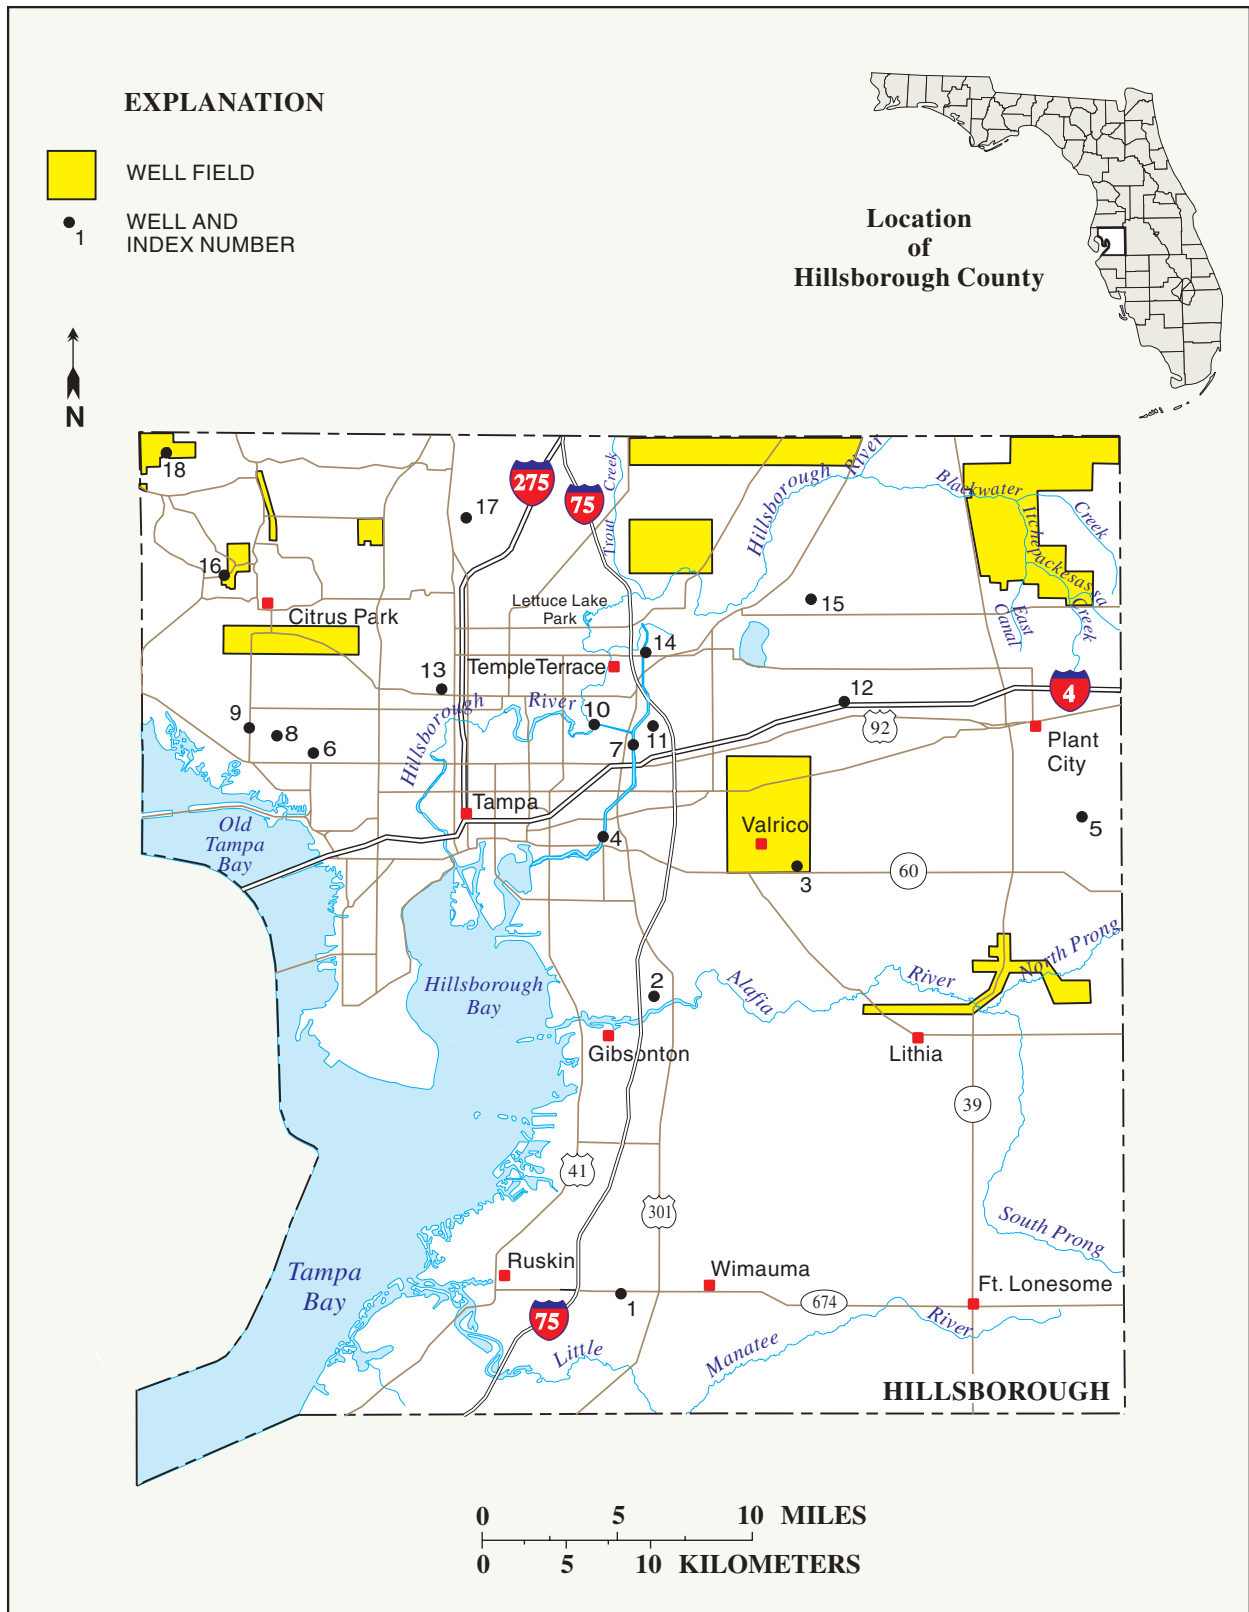 EXPLANATION
WELL FIELD
1
WELL AND
INDEX NUMBER
N
Location
of
Hillsborough County
18
17
275
75
Trout Creek
Hillsborough River
Blackwater
Creek
Itchepackesassa
Creek
East
Canal
16
Citrus Park
Lettuce Lake
Park
15
14
Temple Terrace
13
Hillsborough
River
10
12
4
9
8
6
7
11
92
Plant
City
Tampa
Old
Tampa
Bay
4
Valrico
5
3
60
Hillsborough
Bay
2
Alafia
River
North Prong
Gibsonton
Lithia
39
41
301
South Prong
Tampa
Bay
Ruskin
Wimauma
Ft. Lonesome
1
674
75
Little
Manatee
River
HILLSBOROUGH
0 5 10 MILES
0 5 10 KILOMETERS